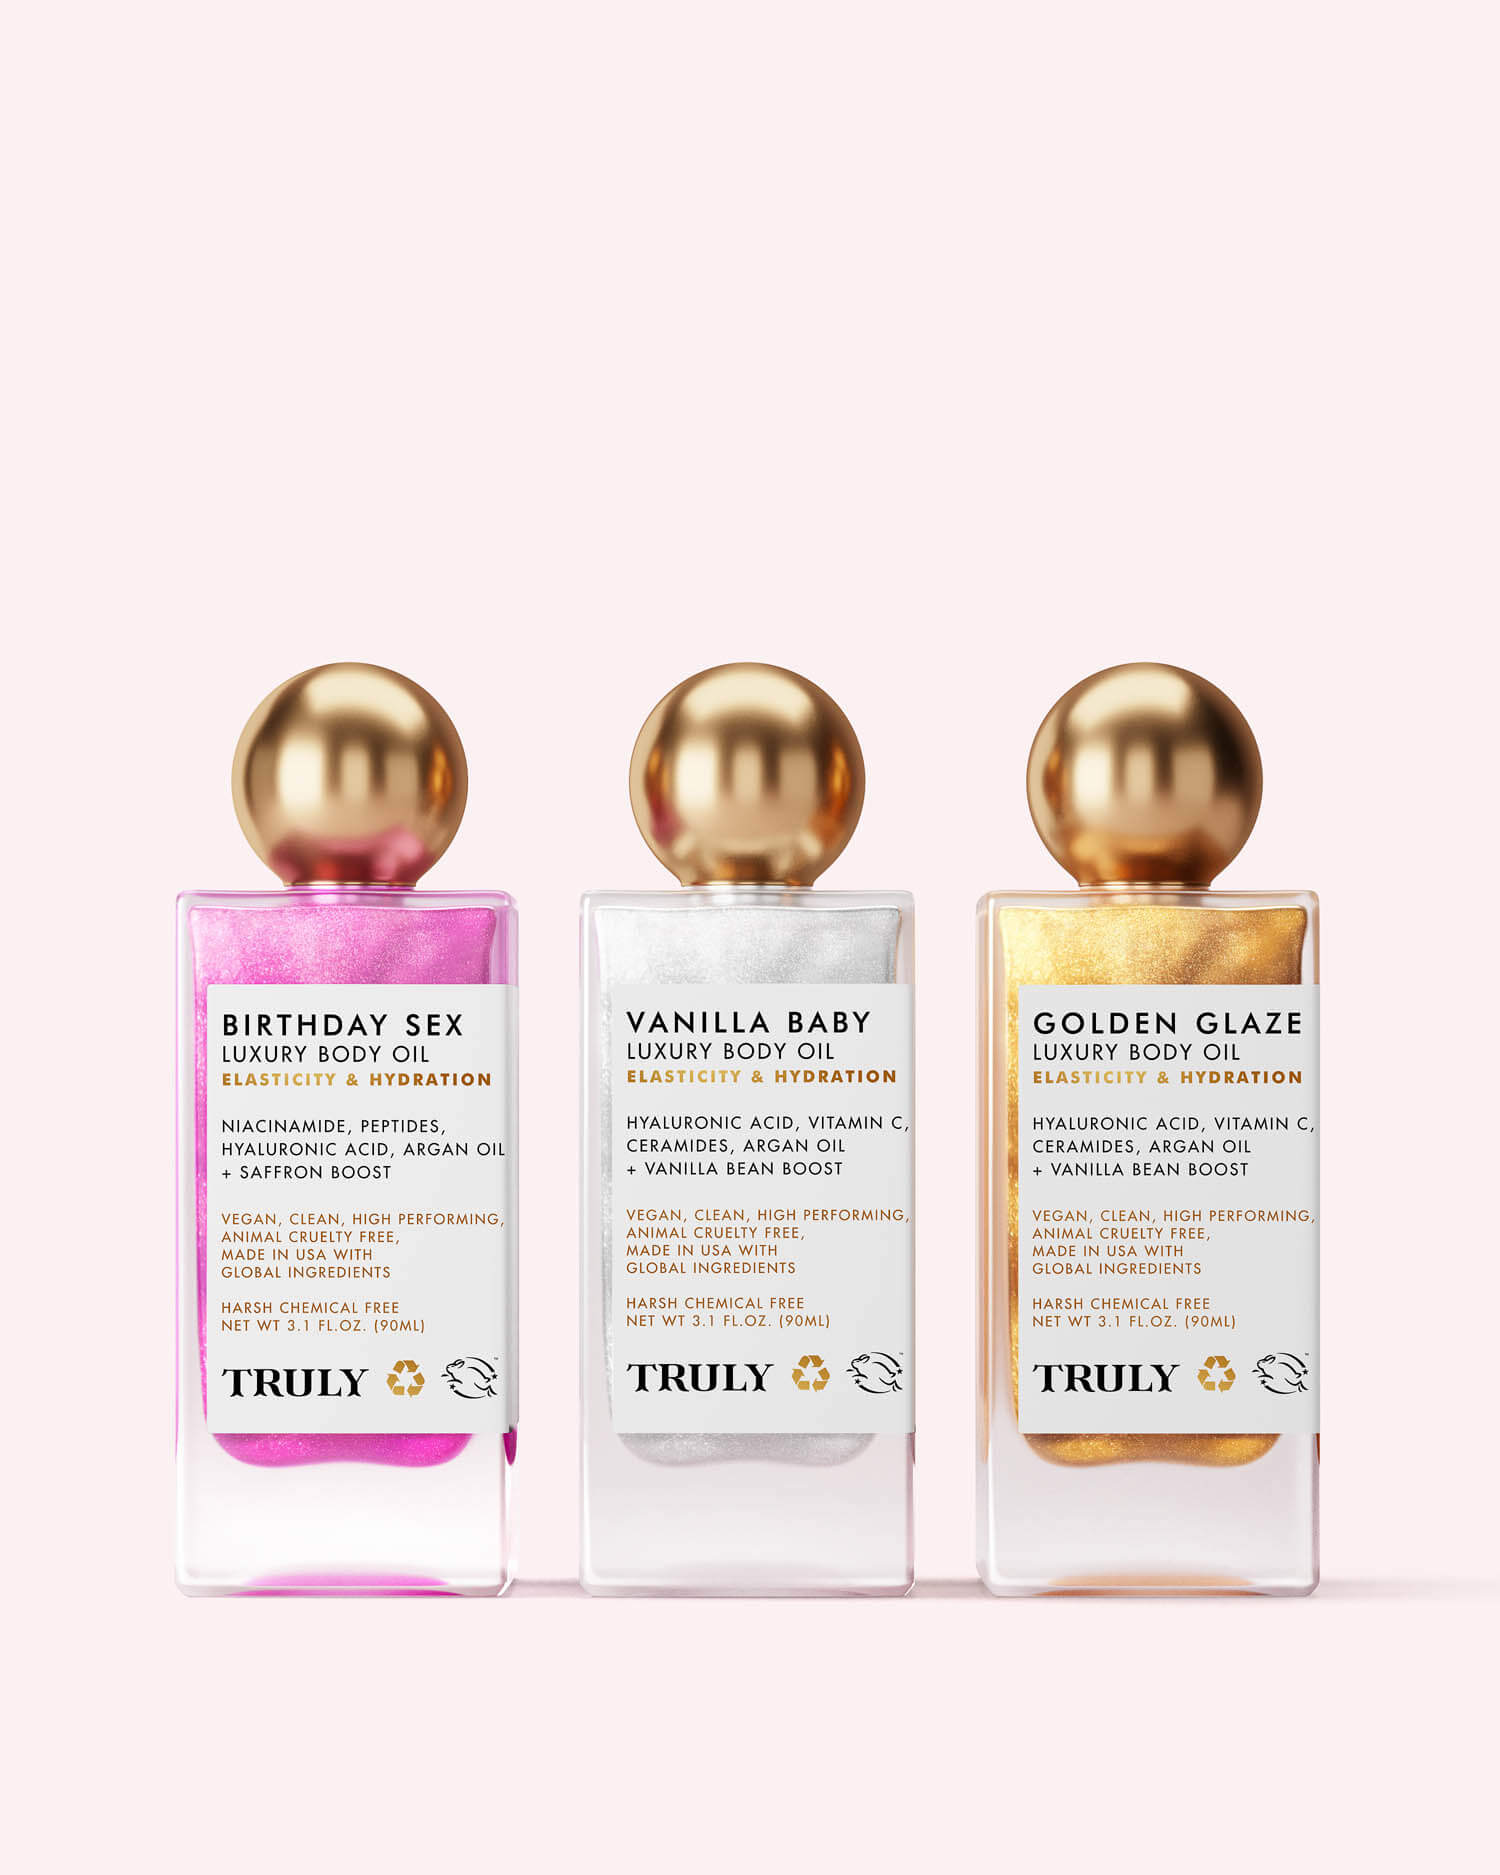 BIRTHDAY SEX
LUXURY BODY OIL
ELASTICITY & HYDRATION
NIACINAMIDE, PEPTIDES,
HYALURONIC ACID, ARGAN OIL
+ SAFFRON BOOST
VEGAN, CLEAN, HIGH PERFORMING,
ANIMAL CRUELTY FREE,
MADE IN USA WITH
GLOBAL INGREDIENTS
HARSH CHEMICAL FREE
NET WT 3.1 FL.OZ. (90ML)
TRULY
VANILLA BABY
LUXURY BODY OIL
ELASTICITY & HYDRATION
HYALURONIC ACID, VITAMIN C,
CERAMIDES, ARGAN OIL
+ VANILLA BEAN BOOST
VEGAN, CLEAN, HIGH PERFORMING,
ANIMAL CRUELTY FREE,
MADE IN USA WITH
GLOBAL INGREDIENTS
HARSH CHEMICAL FREE
NET WT 3.1 FL.OZ. (90ML)
TRULY
GOLDEN GLAZE
LUXURY BODY OIL
ELASTICITY & HYDRATION
HYALURONIC ACID, VITAMIN C,
CERAMIDES, ARGAN OIL
+ VANILLA BEAN BOOST
VEGAN, CLEAN, HIGH PERFORMING,
ANIMAL CRUELTY FREE,
MADE IN USA WITH
GLOBAL INGREDIENTS
HARSH CHEMICAL FREE
NET WT 3.1 FL.OZ. (90ML)
TRULY